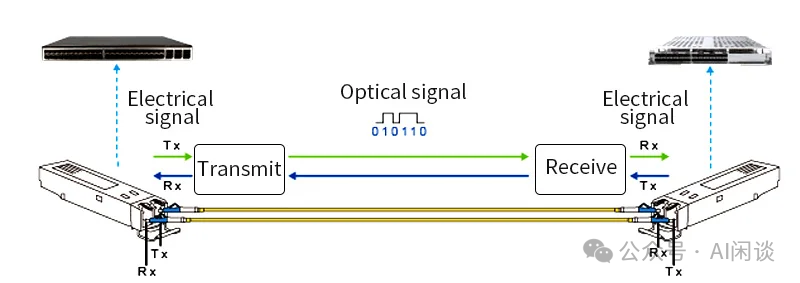 Electrical
signal
Optical signal
Electrical
signal
010110
Tx
Rx
Transmit
Receive
Rx
Tx
Tx
Rx
Rx
Tx
公众号 · AI闲谈